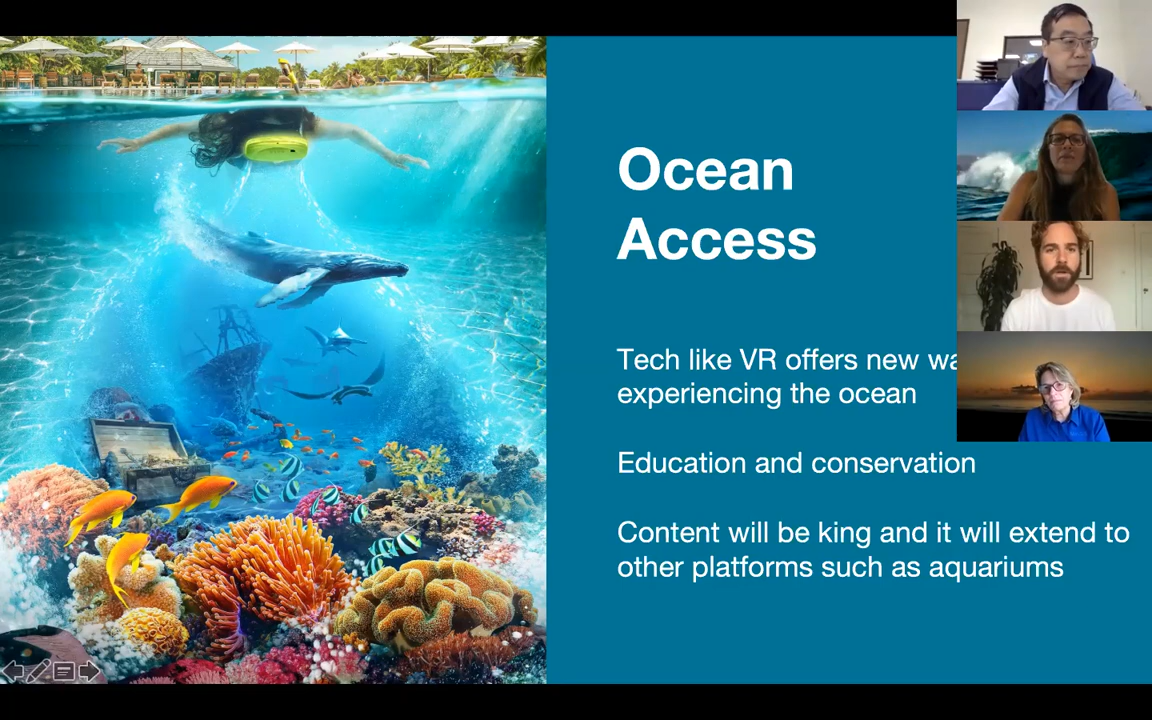 Ocean
Access
Tech like VR offers new
experiencing the ocean
Education and conservation
Content will be king and it will extend to
other platforms such as aquariums